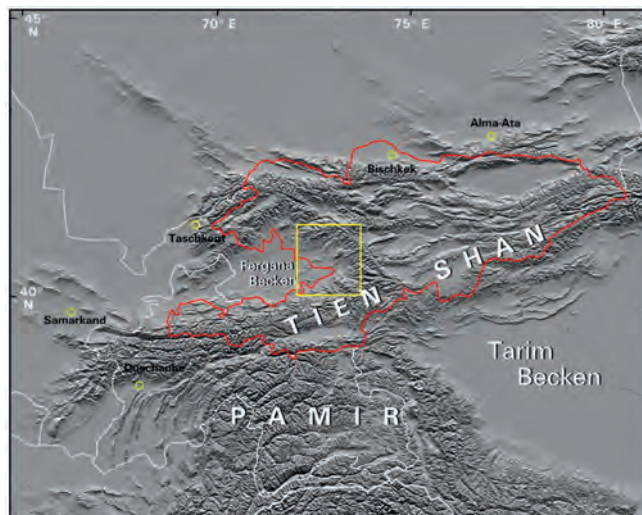 45°
N
70°E
75°E
80°E
Alma-Ata
Bischkek
Taschkent
Fergana
Becken
TIEN SHAN
40°
N
Samarkand
Duschanbe
Tarim
Becken
PAMIR